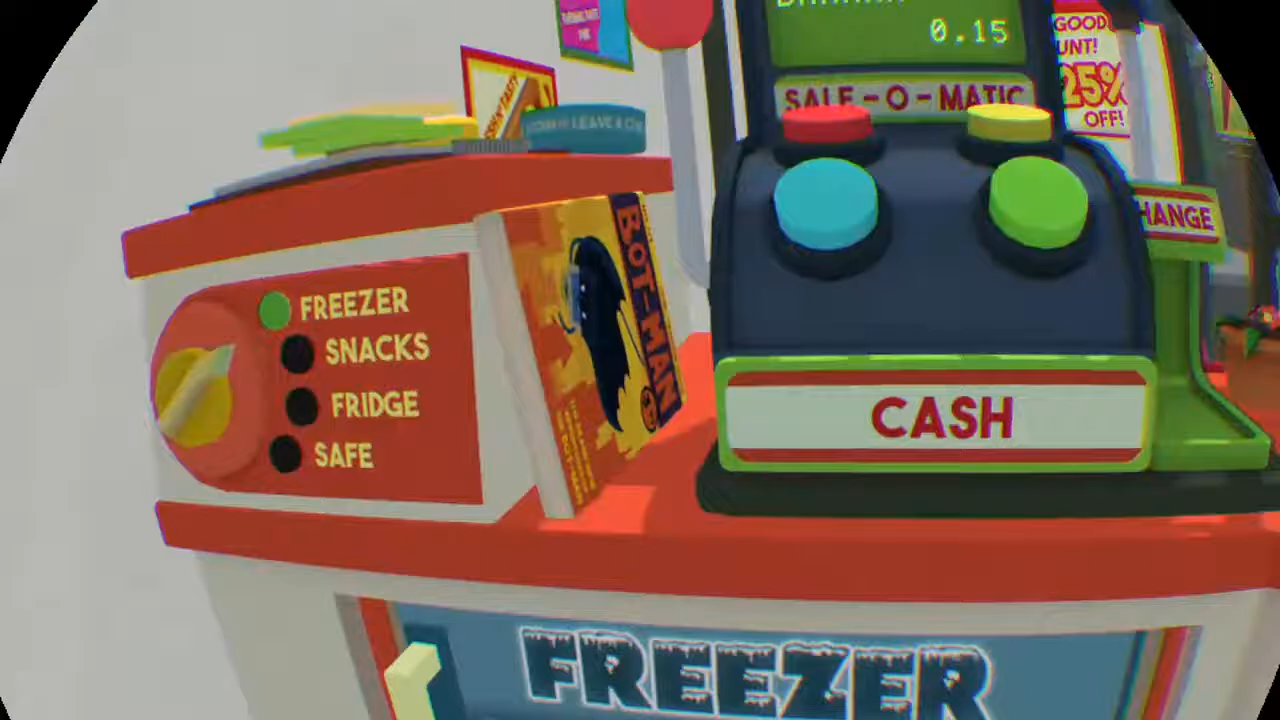 0.15
SALE-O-MATIC
GOOD
UNT!
25%
OFF!
HANGE
FREEZER
SNACKS
FRIDGE
SAFE
BOT-MAN
CASH
FREEZER